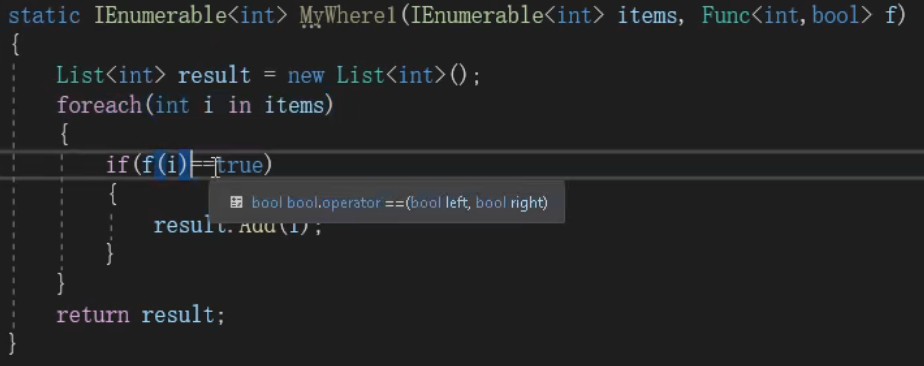 static IEnumerable<int> MyWhere1(IEnumerable<int> items, Func<int,bool> f)
{
    List<int> result = new List<int>();
    foreach(int i in items)
    {
        if(f(i)==true)
        {
bool bool.operator ==(bool left, bool right)
            result.Add(i);
        }
    }
    return result;
}